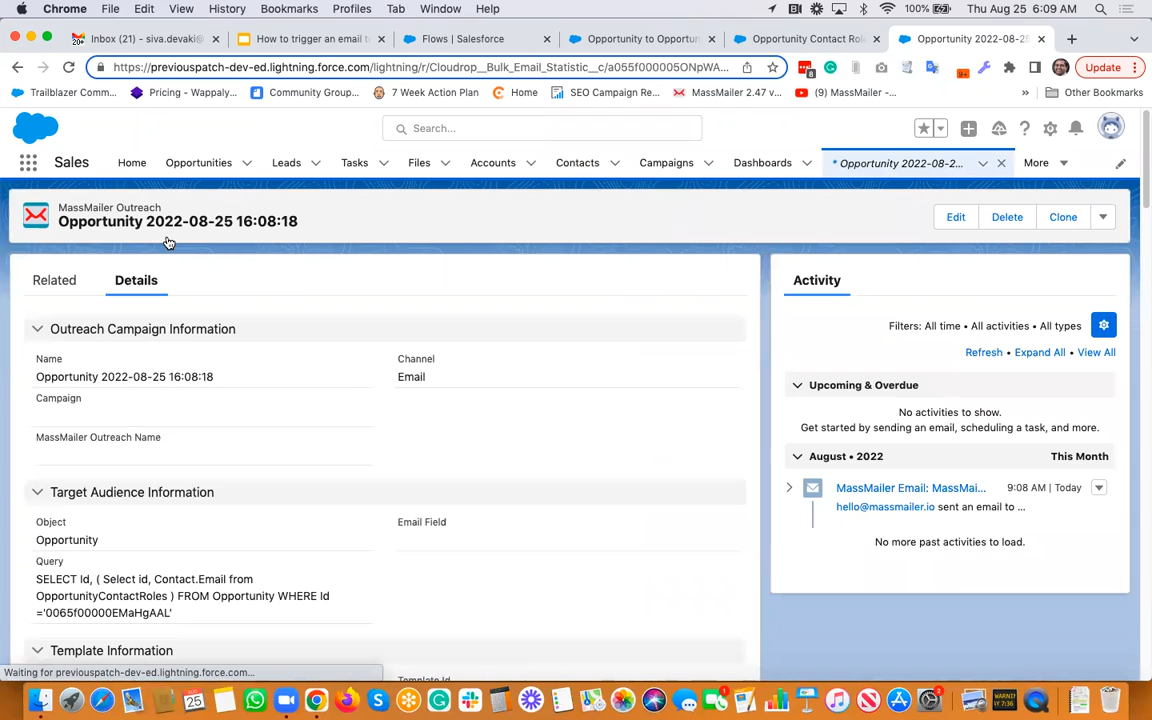 Chrome File Edit View History Bookmarks Profiles Tab Window Help 100% Thu Aug 25 6:09 AM
20+ Inbox (21) - siva.devaki@ How to trigger an email t Flows | Salesforce Opportunity to Opportun Opportunity Contact Role Opportunity 2022-08-25
https://previouspatch-dev-ed.lightning.force.com/lightning/r/Cloudrop__Bulk_Email_Statistic__c/a055f000005ONpWA... 8 9+ Update
Trailblazer Comm... Pricing - Wappaly... Community Group... 7 Week Action Plan Home SEO Campaign Re... MassMailer 2.47 v... (9) MassMailer -... » Other Bookmarks
Search...
Sales Home Opportunities Leads Tasks Files Accounts Contacts Campaigns Dashboards * Opportunity 2022-08-2... More
MassMailer Outreach
Opportunity 2022-08-25 16:08:18
Edit Delete Clone
Related Details
Outreach Campaign Information
Name
Opportunity 2022-08-25 16:08:18
Channel
Email
Campaign
MassMailer Outreach Name
Target Audience Information
Object
Opportunity
Email Field
Query
SELECT Id, ( Select id, Contact.Email from
OpportunityContactRoles ) FROM Opportunity WHERE Id
='0065f00000EMaHgAAL'
Template Information
Template Id
Activity
Filters: All time • All activities • All types
Refresh • Expand All • View All
Upcoming & Overdue
No activities to show.
Get started by sending an email, scheduling a task, and more.
August • 2022 This Month
MassMailer Email: MassMai... 9:08 AM | Today
hello@massmailer.io sent an email to ...
No more past activities to load.
Waiting for previouspatch-dev-ed.lightning.force.com...